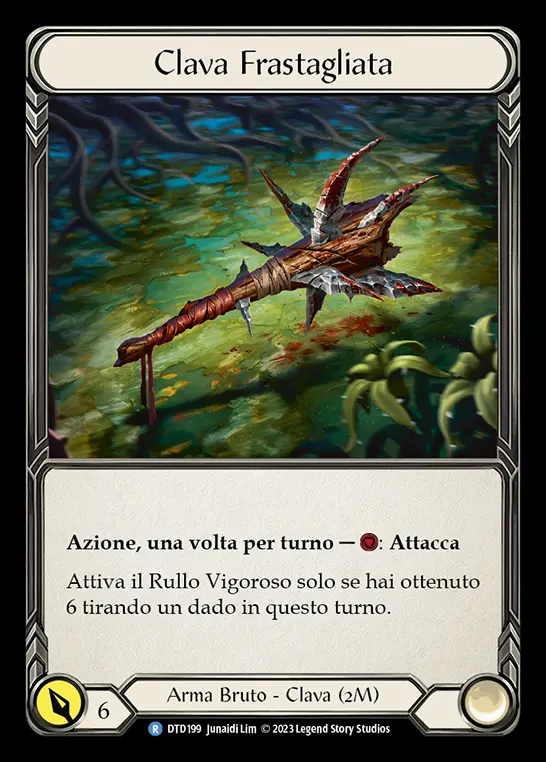 Clava Frastagliata
Azione, una volta per turno — : Attacca
Attiva il Rullo Vigoroso solo se hai ottenuto
6 tirando un dado in questo turno.
6
Arma Bruto - Clava (2M)
R DTD199 Junaidi Lim © 2023 Legend Story Studios